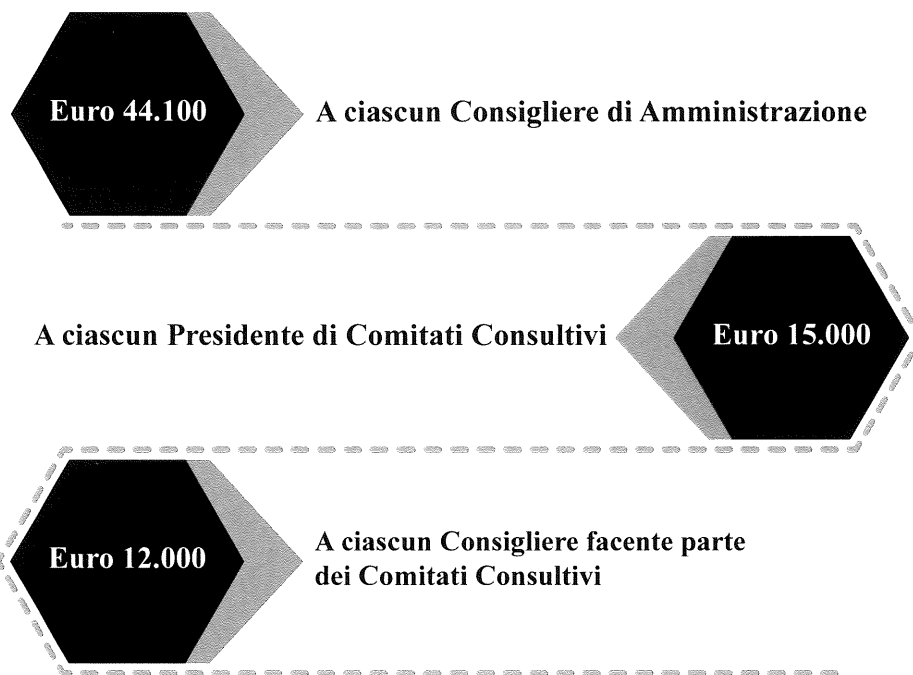 Euro 44.100
A ciascun Consigliere di Amministrazione
A ciascun Presidente di Comitati Consultivi
Euro 15.000
Euro 12.000
A ciascun Consigliere facente parte
dei Comitati Consultivi